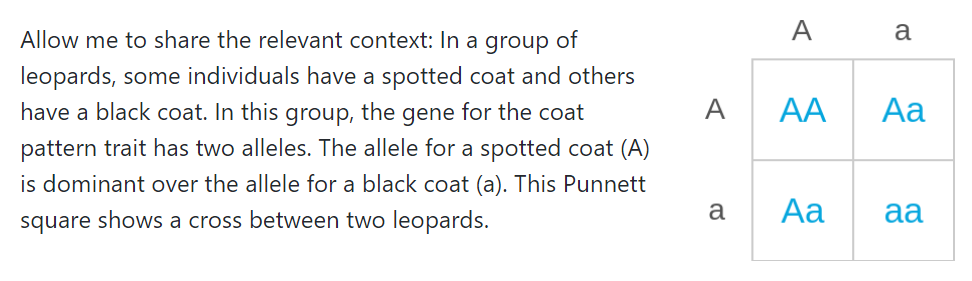 Allow me to share the relevant context: In a group of
leopards, some individuals have a spotted coat and others
have a black coat. In this group, the gene for the coat
pattern trait has two alleles. The allele for a spotted coat (A)
is dominant over the allele for a black coat (a). This Punnett
square shows a cross between two leopards.
A a
A AA Aa
a Aa aa